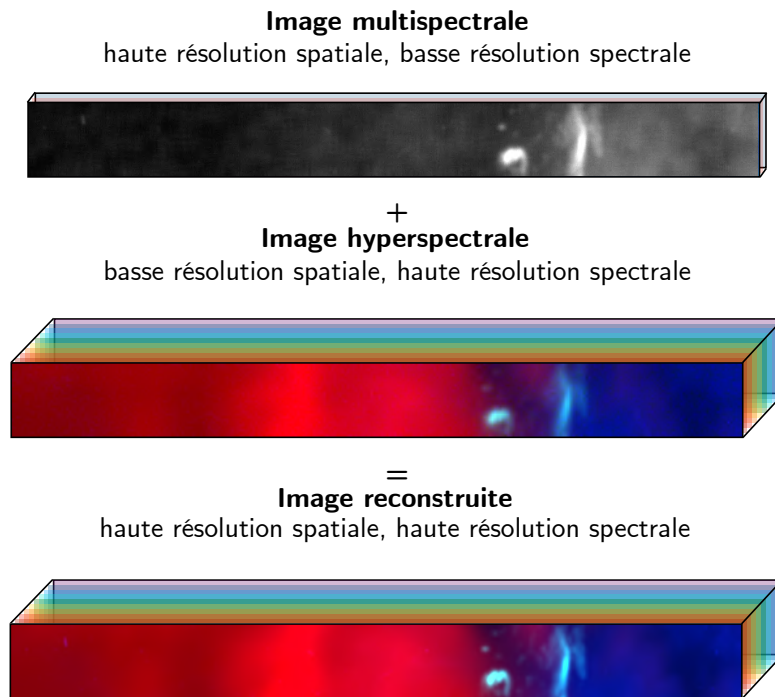 Image multispectrale
haute résolution spatiale, basse résolution spectrale
+
Image hyperspectrale
basse résolution spatiale, haute résolution spectrale
=
Image reconstruite
haute résolution spatiale, haute résolution spectrale